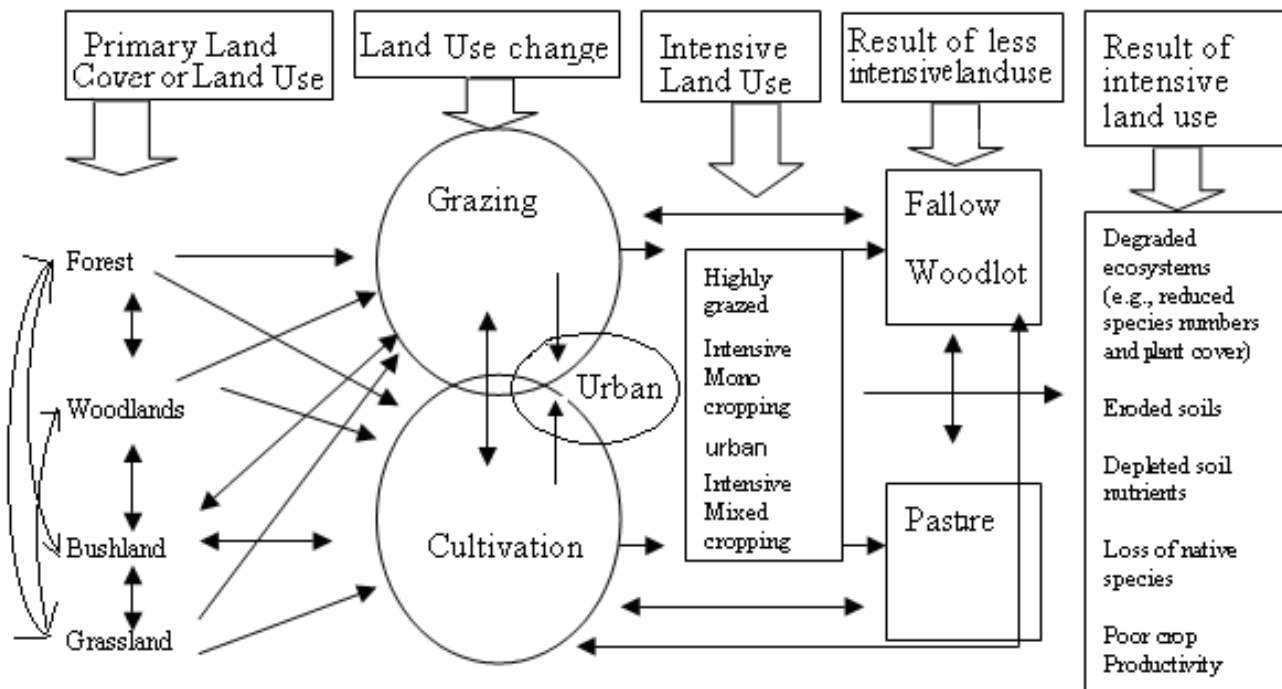 Primary Land
Cover or Land Use
Land Use change
Intensive
Land Use
Result of less
intensive landuse
Result of
intensive
land use
Forest
Woodlands
Bushland
Grassland
Grazing
Urban
Cultivation
Highly
grazed
Intensive
Mono
cropping
urban
Intensive
Mixed
cropping
Fallow
Woodlot
Pasture
Degraded
ecosystems
(e.g., reduced
species numbers
and plant cover)
Eroded soils
Depleted soil
nutrients
Loss of native
species
Poor crop
Productivity